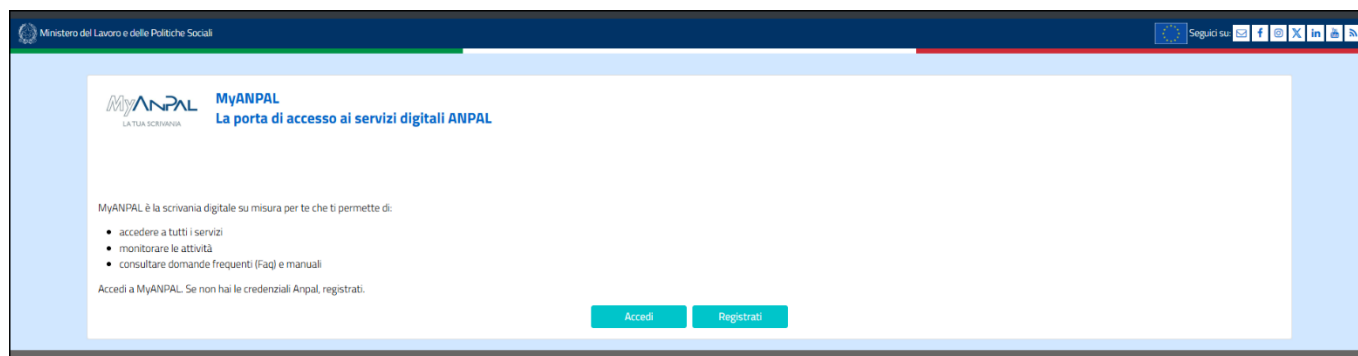 Ministero del Lavoro e delle Politiche Sociali
Seguici su:
MyANPAL
LA TUA SCRIVANIA
MyANPAL
La porta di accesso ai servizi digitali ANPAL
MyANPAL è la scrivania digitale su misura per te che ti permette di:
accedere a tutti i servizi
monitorare le attività
consultare domande frequenti (Faq) e manuali
Accedi a MyANPAL. Se non hai le credenziali Anpal, registrati.
Accedi
Registrati